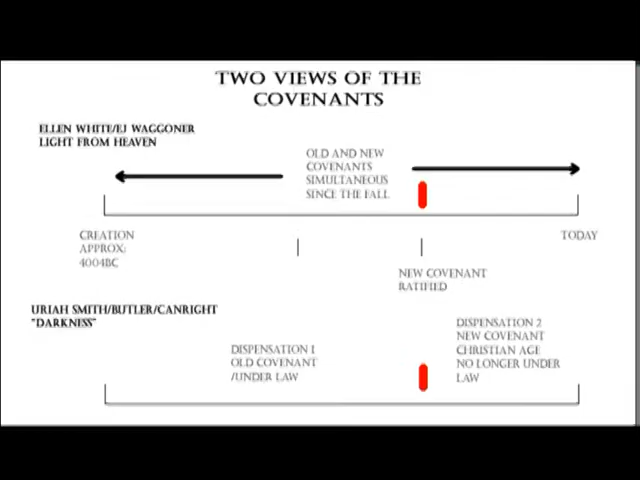 TWO VIEWS OF THE
COVENANTS
ELLEN WHITE/EJ WAGGONER
LIGHT FROM HEAVEN
OLD AND NEW
COVENANTS
SIMULTANEOUS
SINCE THE FALL
CREATION
APPROX:
4004BC
TODAY
NEW COVENANT
RATIFIED
URIAH SMITH/BUTLER/CANRIGHT
"DARKNESS"
DISPENSATION 1
OLD COVENANT
/UNDER LAW
DISPENSATION 2
NEW COVENANT
CHRISTIAN AGE
NO LONGER UNDER
LAW